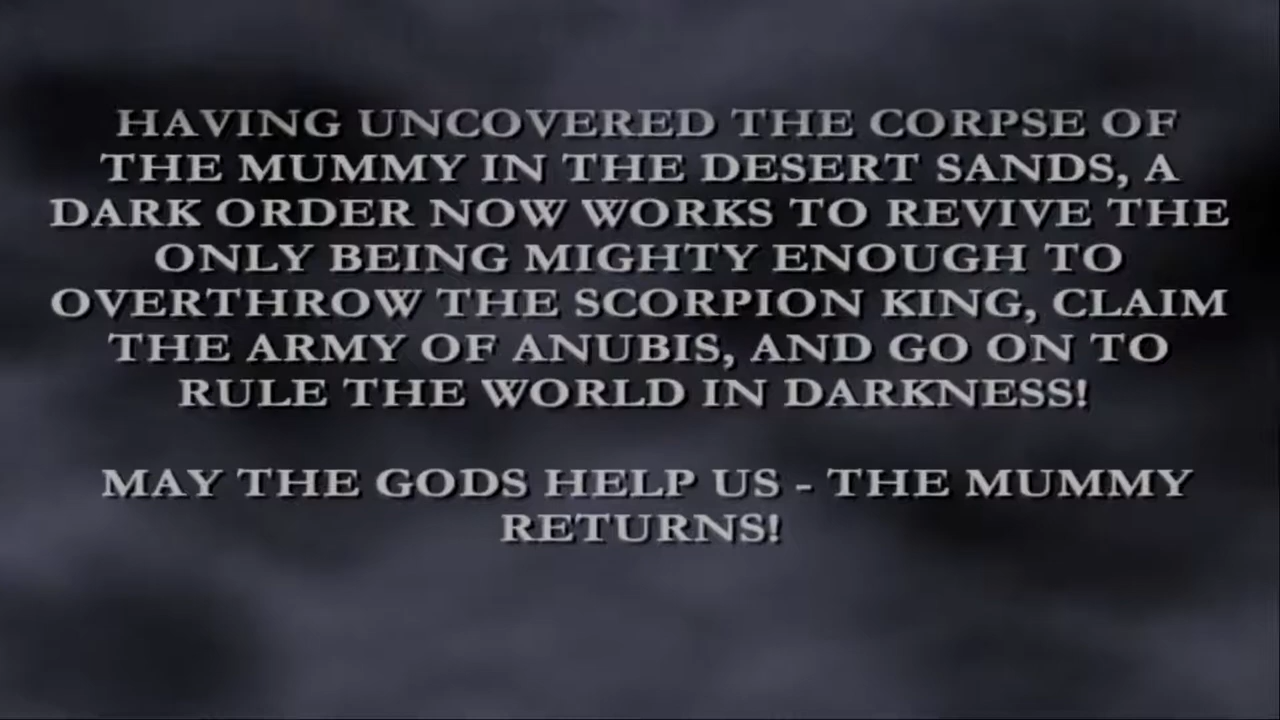 HAVING UNCOVERED THE CORPSE OF
THE MUMMY IN THE DESERT SANDS, A
DARK ORDER NOW WORKS TO REVIVE THE
ONLY BEING MIGHTY ENOUGH TO
OVERTHROW THE SCORPION KING, CLAIM
THE ARMY OF ANUBIS, AND GO ON TO
RULE THE WORLD IN DARKNESS!
MAY THE GODS HELP US - THE MUMMY
RETURNS!